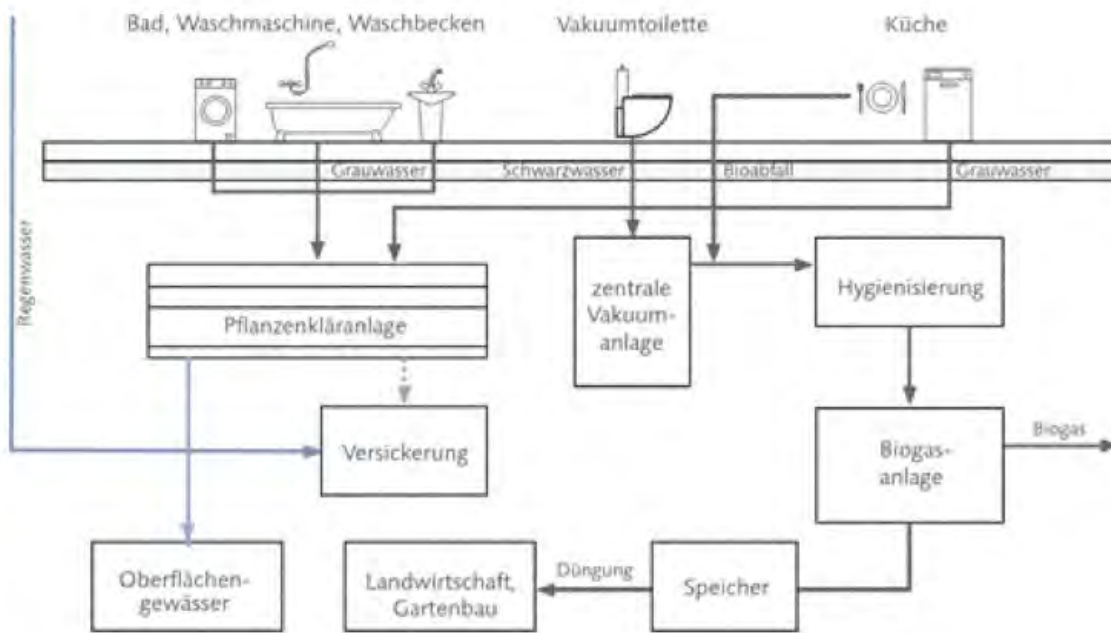 Bad, Waschmaschine, Waschbecken
Vakuumtoilette
Küche
Grauwasser
Schwarzwasser
Bioabfall
Grauwasser
Regenwasser
Pflanzenkläranlage
zentrale
Vakuum-
anlage
Hygienisierung
Versickerung
Biogas-
anlage
Biogas
Oberflächen-
gewässer
Landwirtschaft,
Gartenbau
Düngung
Speicher